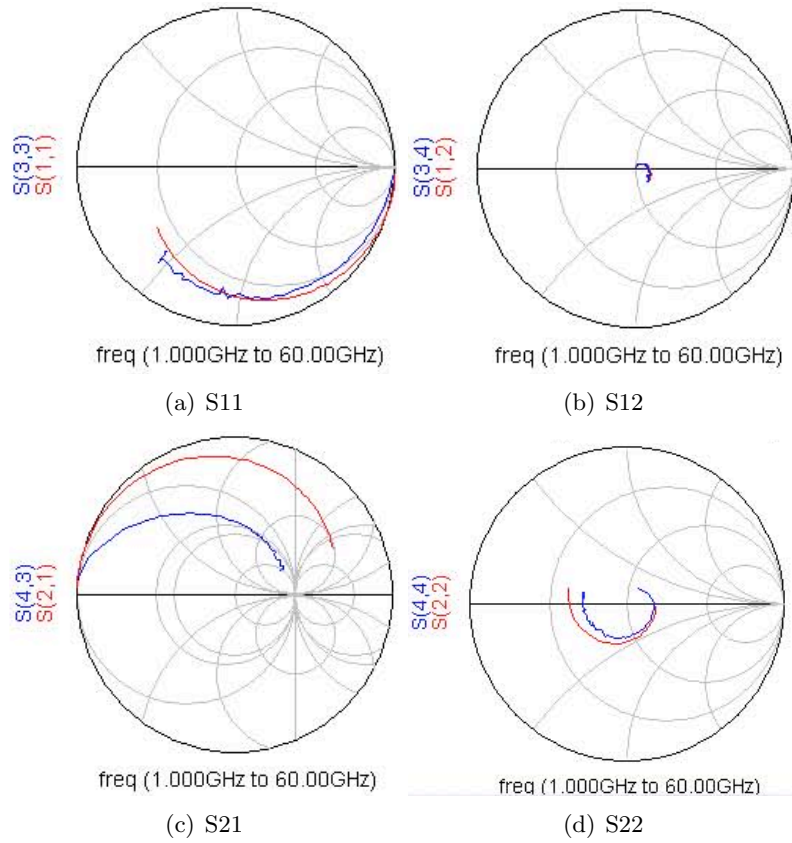 S(3,3)
S(1,1)
freq (1.000GHz to 60.00GHz)
(a) S11
S(3,4)
S(1,2)
freq (1.000GHz to 60.00GHz)
(b) S12
S(4,3)
S(2,1)
freq (1.000GHz to 60.00GHz)
(c) S21
S(4,4)
S(2,2)
freq (1.000GHz to 60.00GHz)
(d) S22